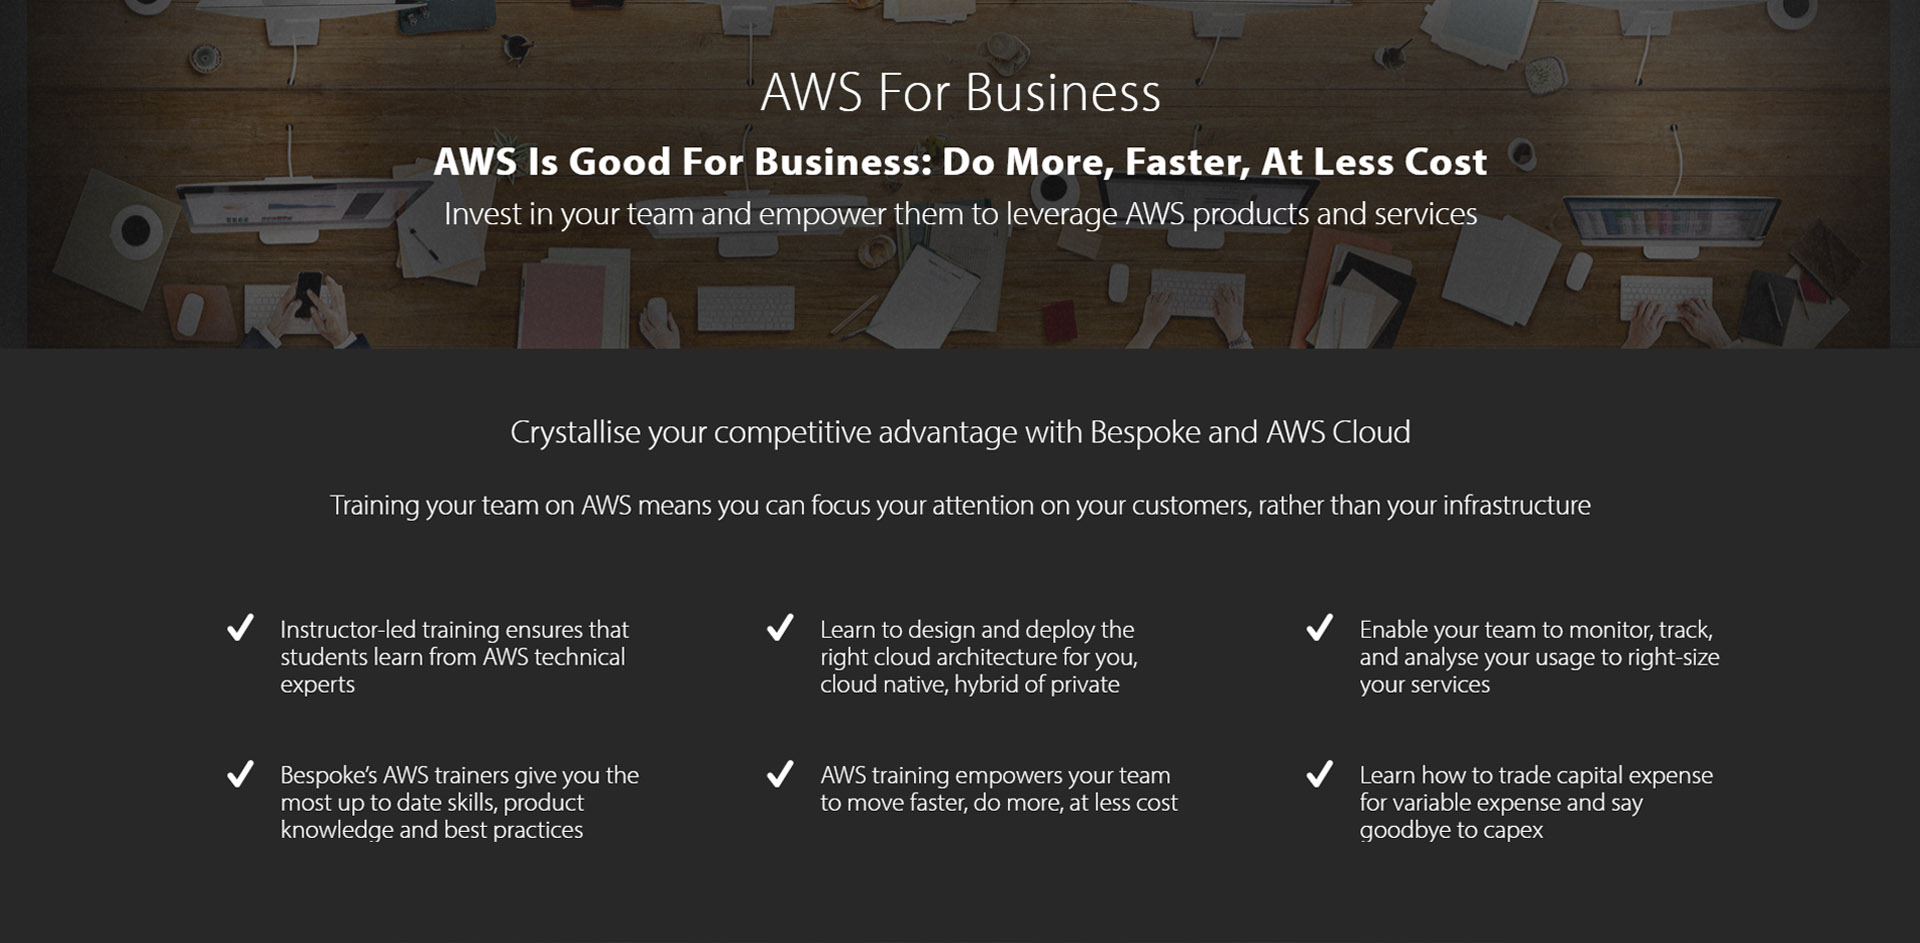 AWS For Business
AWS Is Good For Business: Do More, Faster, At Less Cost
Invest in your team and empower them to leverage AWS products and services
Crystallise your competitive advantage with Bespoke and AWS Cloud
Training your team on AWS means you can focus your attention on your customers, rather than your infrastructure
Instructor-led training ensures that
students learn from AWS technical
experts
Learn to design and deploy the
right cloud architecture for you,
cloud native, hybrid of private
Enable your team to monitor, track,
and analyse your usage to right-size
your services
Bespoke’s AWS trainers give you the
most up to date skills, product
knowledge and best practices
AWS training empowers your team
to move faster, do more, at less cost
Learn how to trade capital expense
for variable expense and say
goodbye to capex